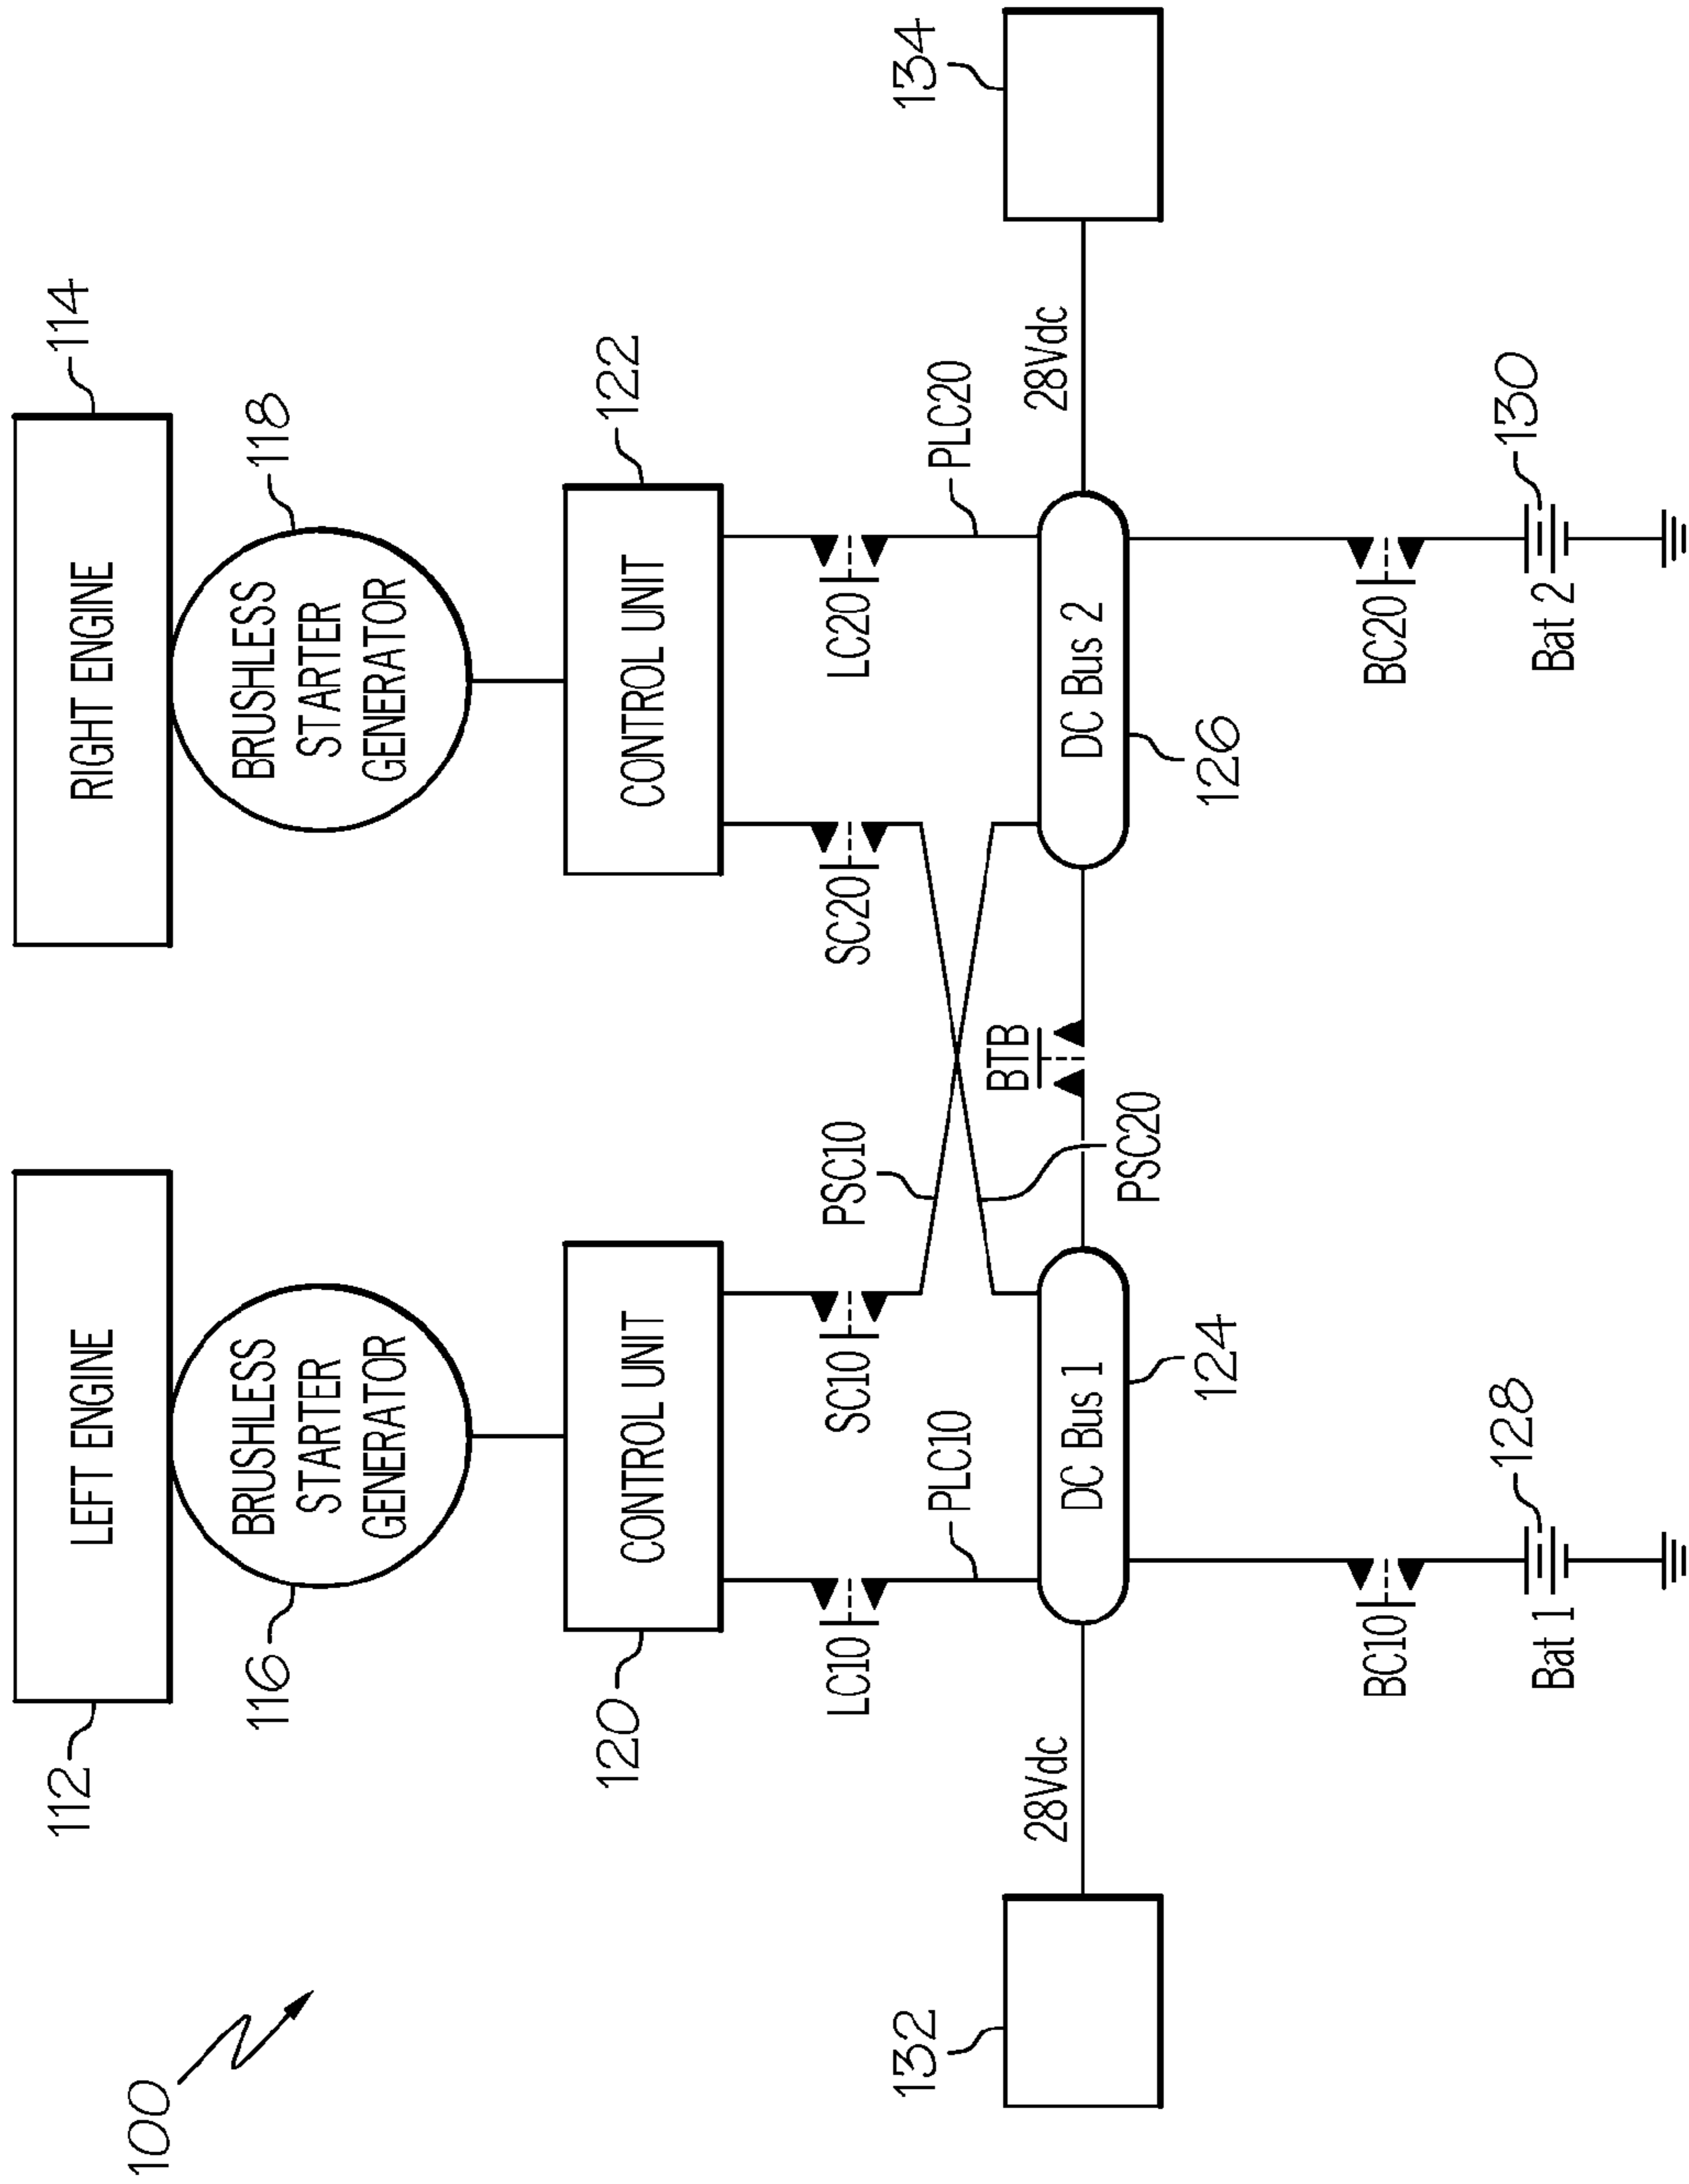 100
112
LEFT ENGINE
RIGHT ENGINE
114
116
BRUSHLESS
STARTER
GENERATOR
BRUSHLESS
STARTER
GENERATOR
118
120
CONTROL UNIT
CONTROL UNIT
122
LC10
SC10
PSC10
SC20
LC20
PLC10
PLC20
132
28Vdc
DC Bus 1
BTB
DC Bus 2
28Vdc
134
PSC20
124
126
BC10
BC20
Bat 1
128
Bat 2
130